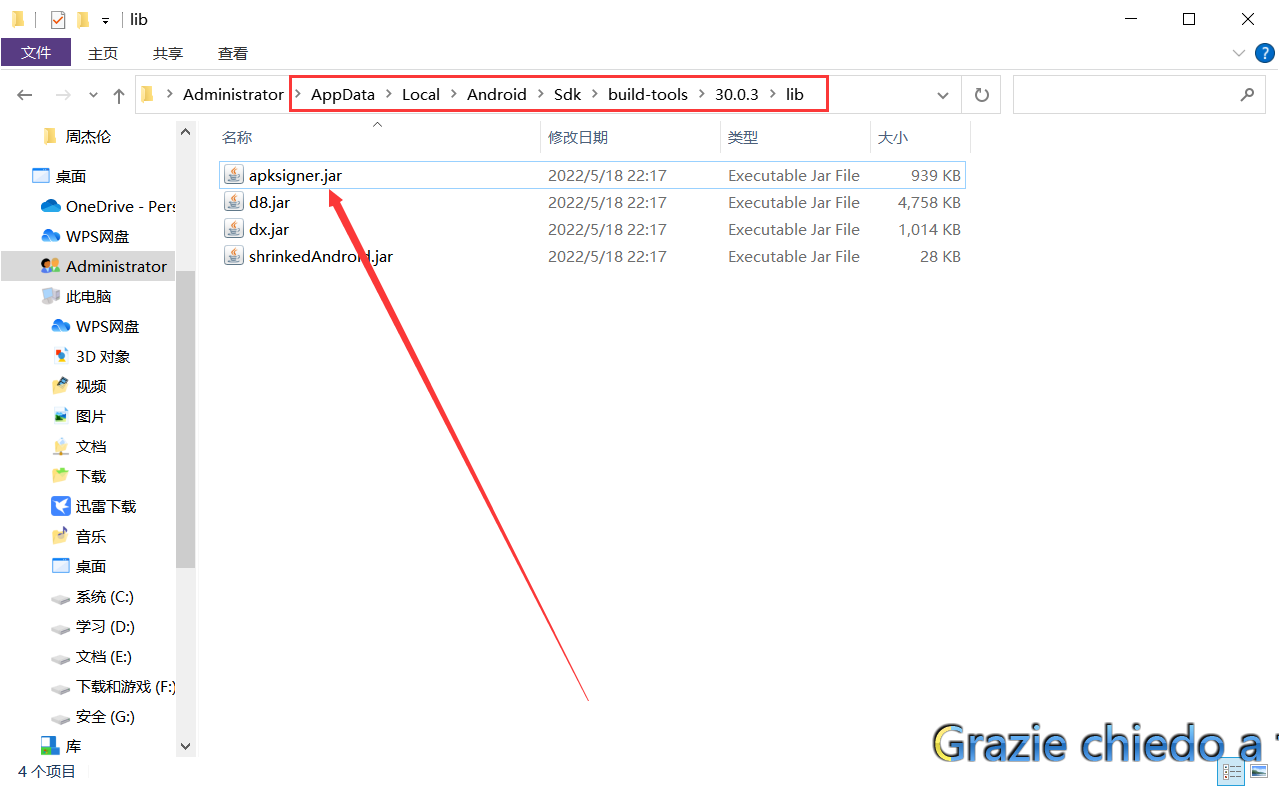 lib
文件 主页 共享 查看
Administrator AppData Local Android Sdk build-tools 30.0.3 lib
名称 修改日期 类型 大小
apksigner.jar 2022/5/18 22:17 Executable Jar File 939 KB
d8.jar 2022/5/18 22:17 Executable Jar File 4,758 KB
dx.jar 2022/5/18 22:17 Executable Jar File 1,014 KB
shrinkedAndroid.jar 2022/5/18 22:17 Executable Jar File 28 KB
周杰伦
桌面
OneDrive - Pers
WPS网盘
Administrator
此电脑
WPS网盘
3D 对象
视频
图片
文档
下载
迅雷下载
音乐
桌面
系统 (C:)
学习 (D:)
文档 (E:)
下载和游戏 (F:)
安全 (G:)
库
4 个项目
Grazie chiedo a